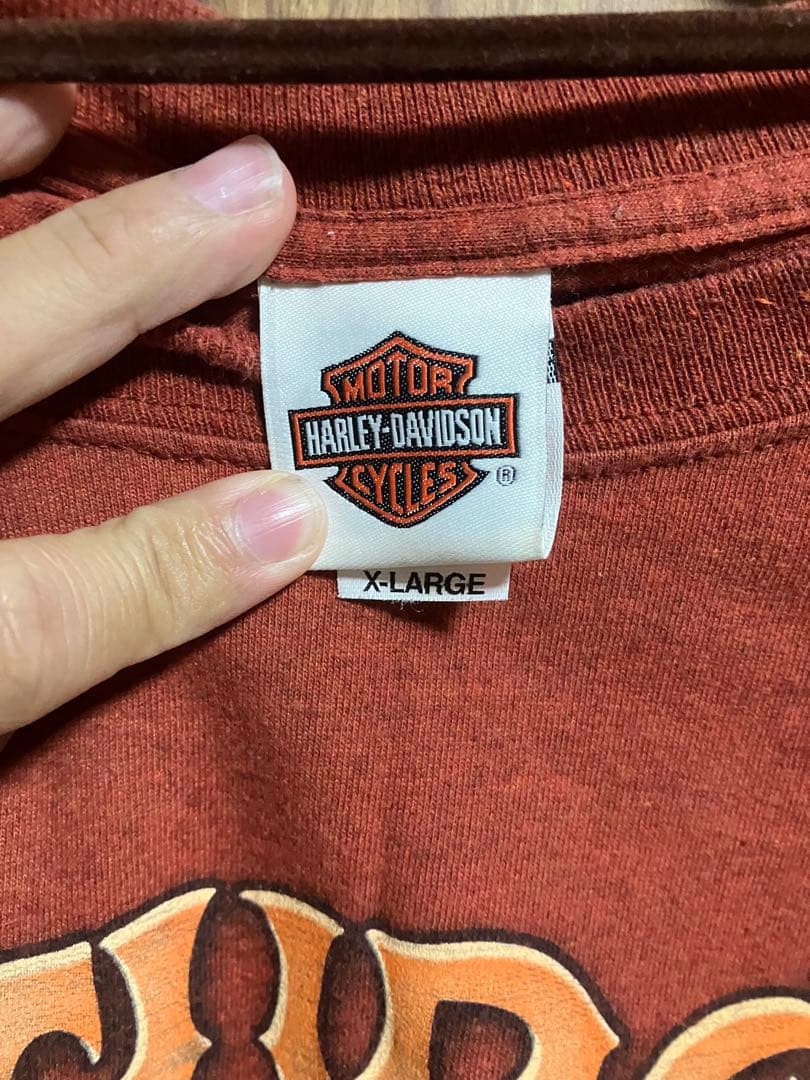 MOTOR
HARLEY-DAVIDSON
CYCLES
®
X-LARGE